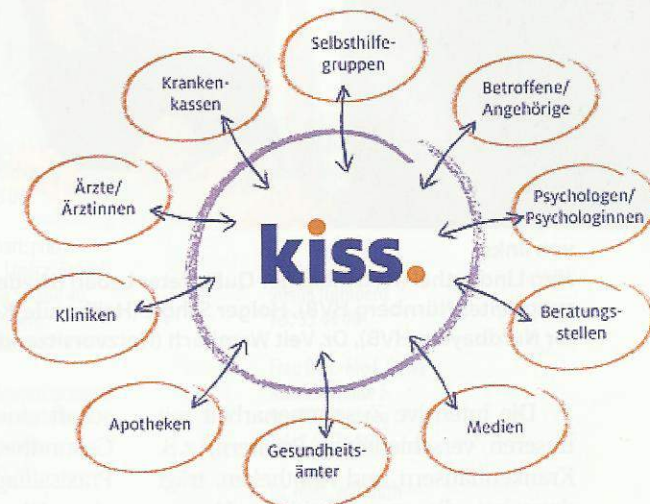 Selbsthilfe-
gruppen
Kranken-
kassen
Betroffene/
Angehörige
Ärzte/
Ärztinnen
Psychologen/
Psychologinnen
kiss.
Kliniken
Beratungs-
stellen
Apotheken
Medien
Gesundheits-
ämter